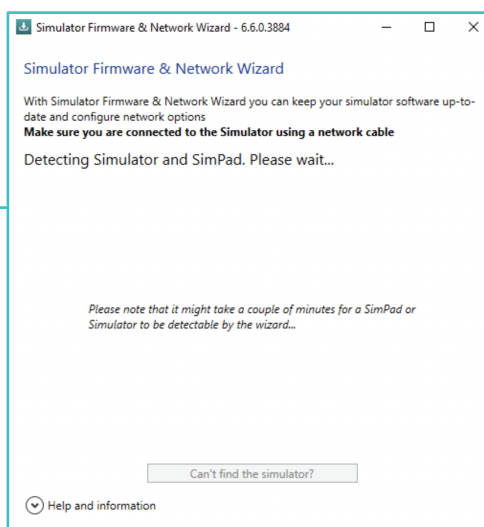 Simulator Firmware & Network Wizard - 6.6.0.3884
Simulator Firmware & Network Wizard
With Simulator Firmware & Network Wizard you can keep your simulator software up-to-
date and configure network options
Make sure you are connected to the Simulator using a network cable
Detecting Simulator and SimPad. Please wait...
Please note that it might take a couple of minutes for a SimPad or
Simulator to be detectable by the wizard...
Can't find the simulator?
Help and information